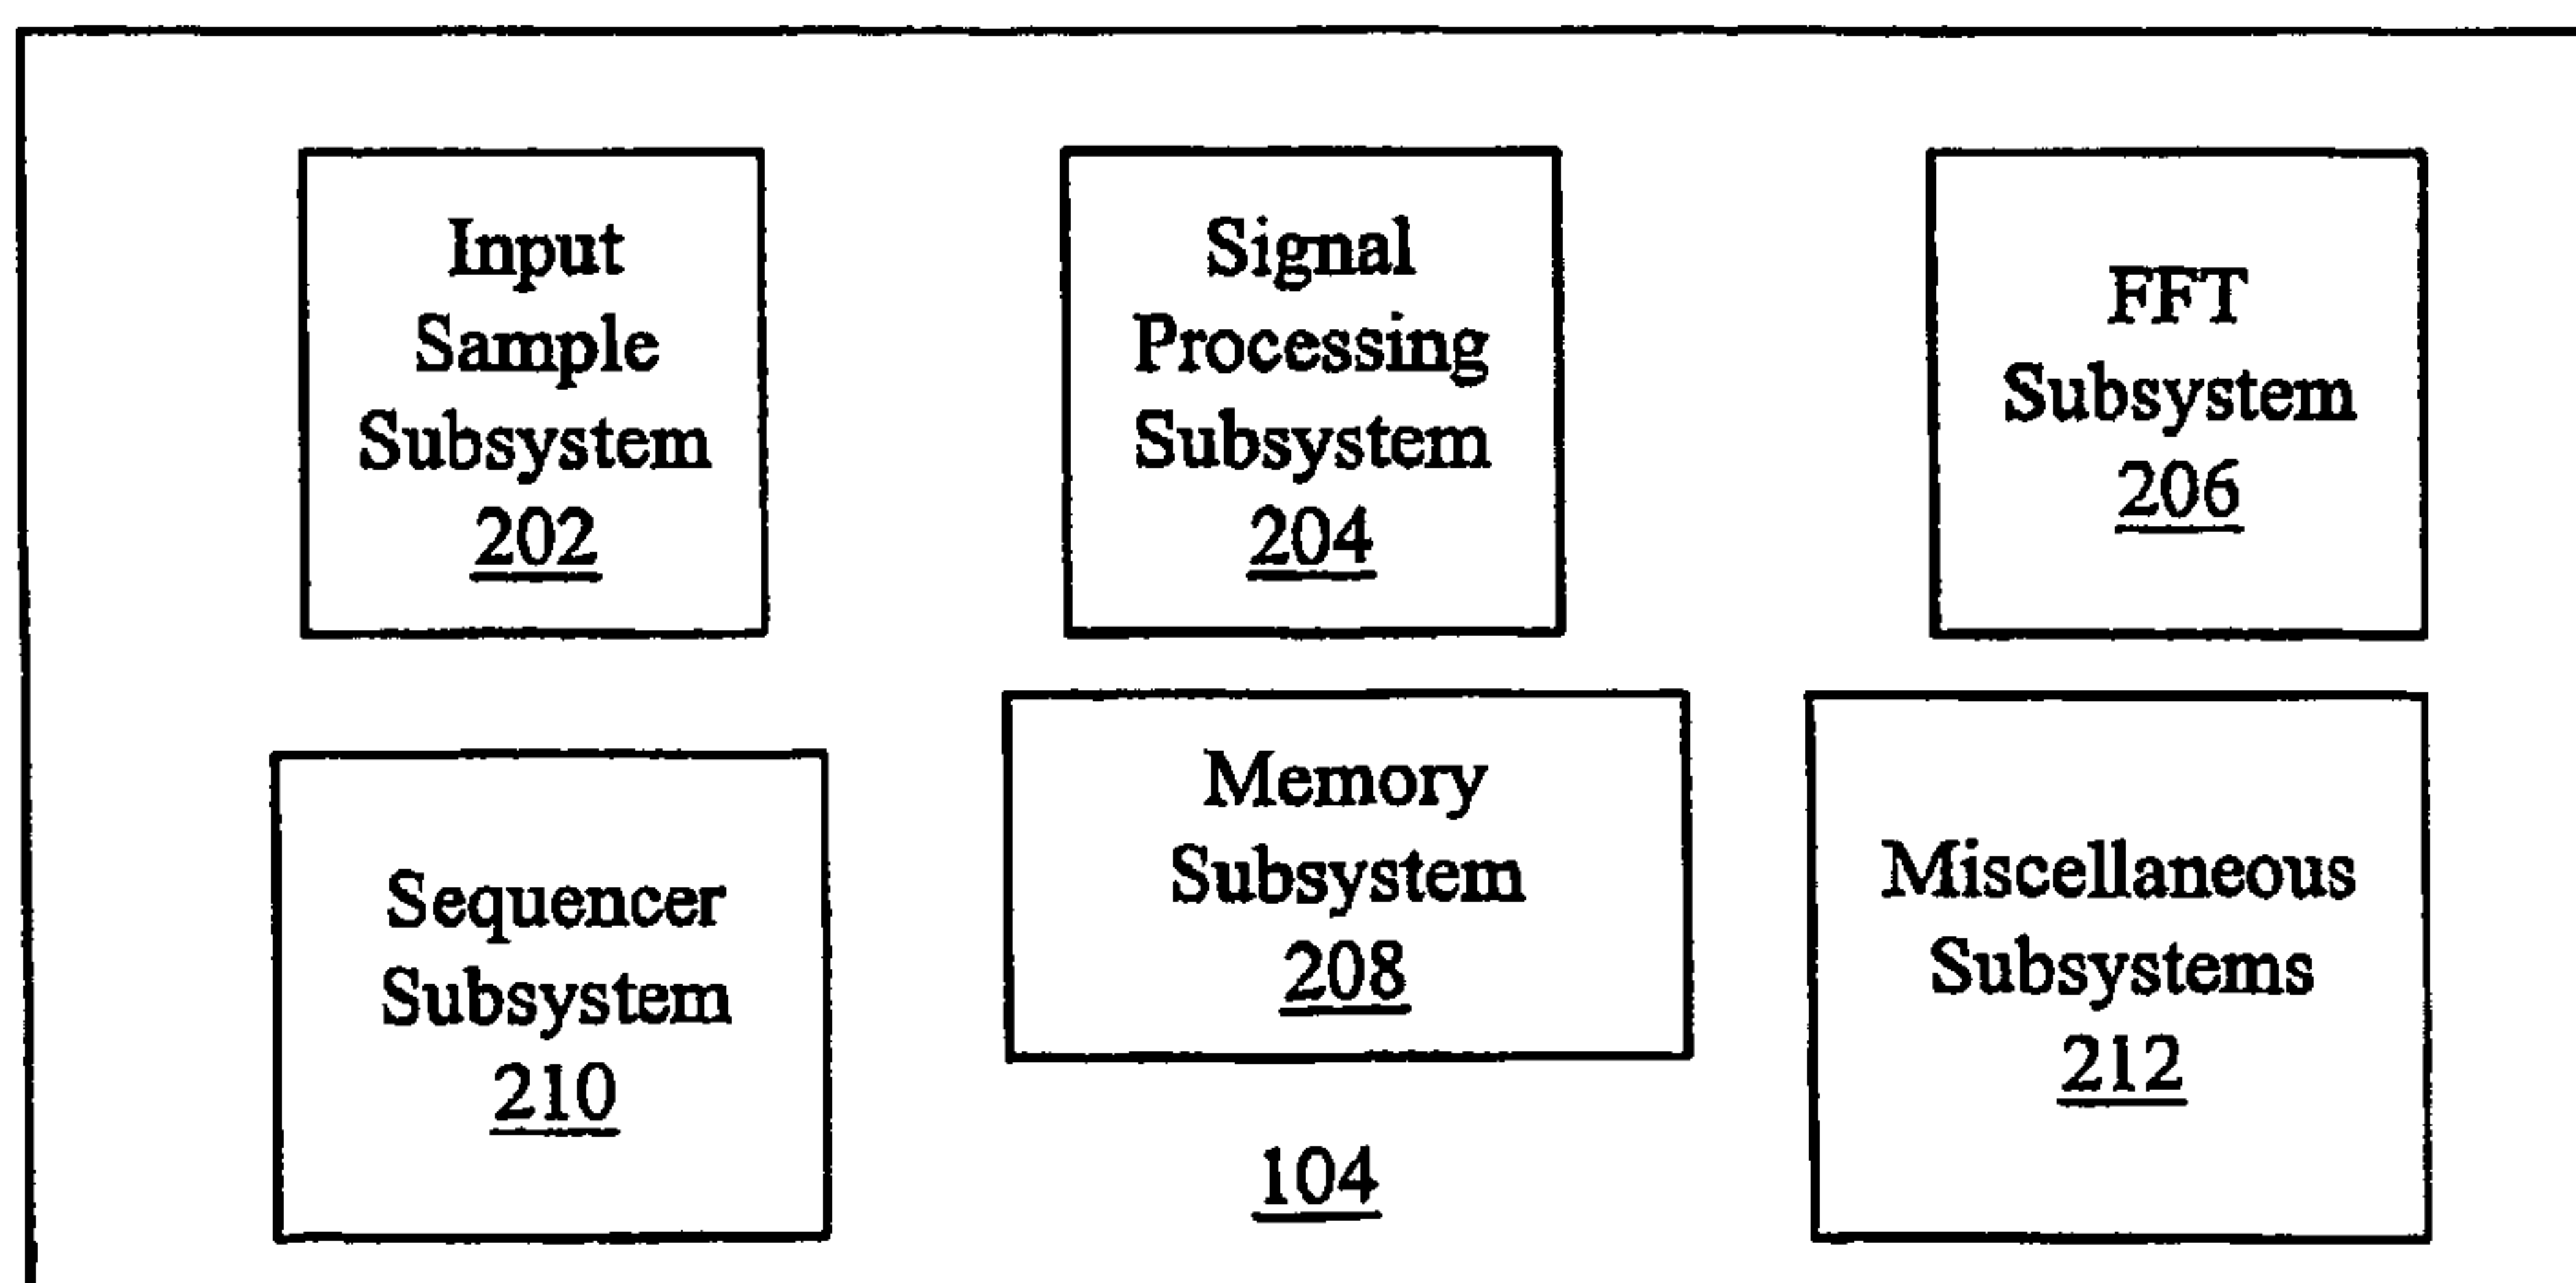 Input
Sample
Subsystem
202
Signal
Processing
Subsystem
204
FFT
Subsystem
206
Sequencer
Subsystem
210
Memory
Subsystem
208
Miscellaneous
Subsystems
212
104